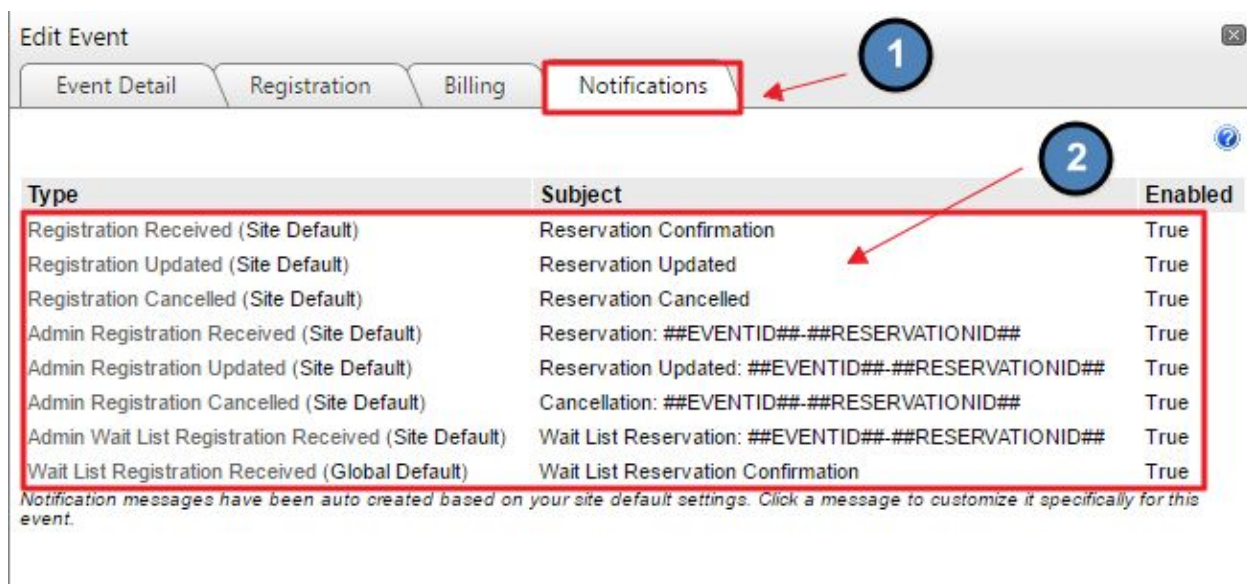 Edit Event
Event Detail Registration Billing Notifications
1
2
Type Subject Enabled
Registration Received (Site Default) Reservation Confirmation True
Registration Updated (Site Default) Reservation Updated True
Registration Cancelled (Site Default) Reservation Cancelled True
Admin Registration Received (Site Default) Reservation: ##EVENTID##-##RESERVATIONID## True
Admin Registration Updated (Site Default) Reservation Updated: ##EVENTID##-##RESERVATIONID## True
Admin Registration Cancelled (Site Default) Cancellation: ##EVENTID##-##RESERVATIONID## True
Admin Wait List Registration Received (Site Default) Wait List Reservation: ##EVENTID##-##RESERVATIONID## True
Wait List Registration Received (Global Default) Wait List Reservation Confirmation True
Notification messages have been auto created based on your site default settings. Click a message to customize it specifically for this
event.